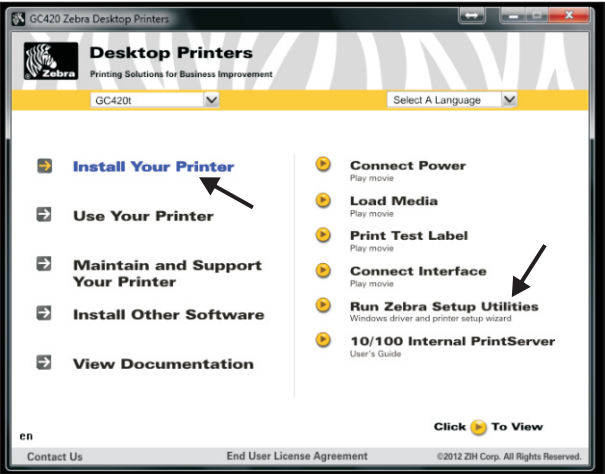 GC420 Zebra Desktop Printers
Zebra
Desktop Printers
Printing Solutions for Business Improvement
GC420t
Select A Language
Install Your Printer
Use Your Printer
Maintain and Support
Your Printer
Install Other Software
View Documentation
Connect Power
Play movie
Load Media
Play movie
Print Test Label
Play movie
Connect Interface
Play movie
Run Zebra Setup Utilities
Windows driver and printer setup wizard
10/100 Internal PrintServer
User's Guide
Click To View
en
Contact Us
End User License Agreement
©2012 ZIH Corp. All Rights Reserved.